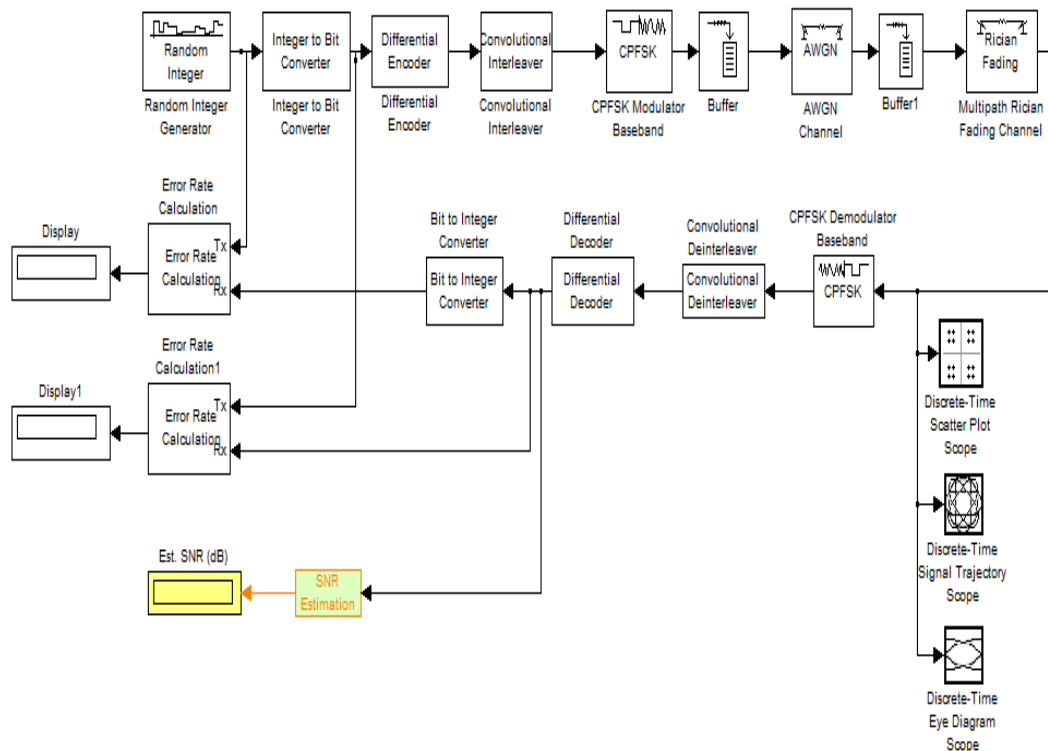 Random
Integer
Random Integer
Generator
Integer to Bit
Converter
Integer to Bit
Converter
Differential
Encoder
Differential
Encoder
Convolutional
Interleaver
Convolutional
Interleaver
CPFSK
CPFSK Modulator
Baseband
Buffer
AWGN
AWGN
Channel
Buffer1
Rician
Fading
Multipath Rician
Fading Channel
Display
Error Rate
Calculation
Tx
Error Rate
Calculation
Rx
Bit to Integer
Converter
Bit to Integer
Converter
Differential
Decoder
Differential
Decoder
Convolutional
Deinterleaver
Convolutional
Deinterleaver
CPFSK Demodulator
Baseband
CPFSK
Display1
Error Rate
Calculation1
Tx
Error Rate
Calculation
Rx
Discrete-Time
Scatter Plot
Scope
Est. SNR (dB)
SNR
Estimation
Discrete-Time
Signal Trajectory
Scope
Discrete-Time
Eye Diagram
Scope